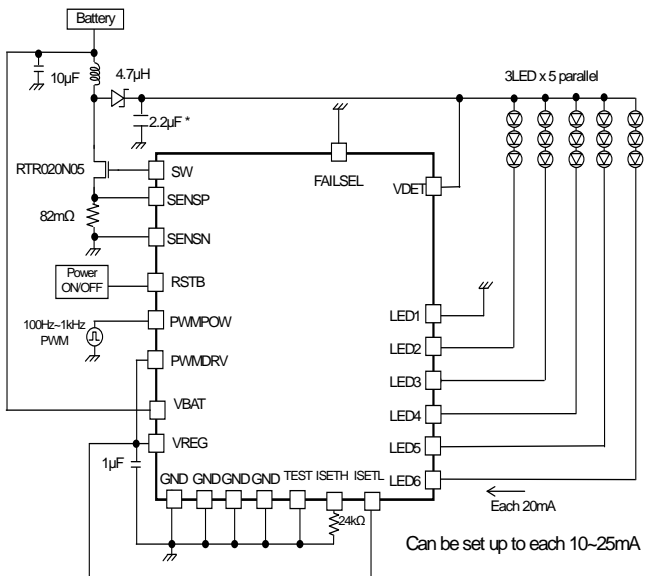 Battery
10µF
4.7µH
3LED x 5 parallel
2.2µF *
RTR020N05
SW
FAILSEL
VDET
SENSP
82mΩ
SENSN
Power
ON/OFF
RSTB
LED1
100Hz~1kHz
PWM
PWMPOW
LED2
PWMDRV
LED3
VBAT
LED4
VREG
LED5
1µF
GND GND GND GND TEST ISETH ISETL
LED6
Each 20mA
24kΩ
Can be set up to each 10~25mA